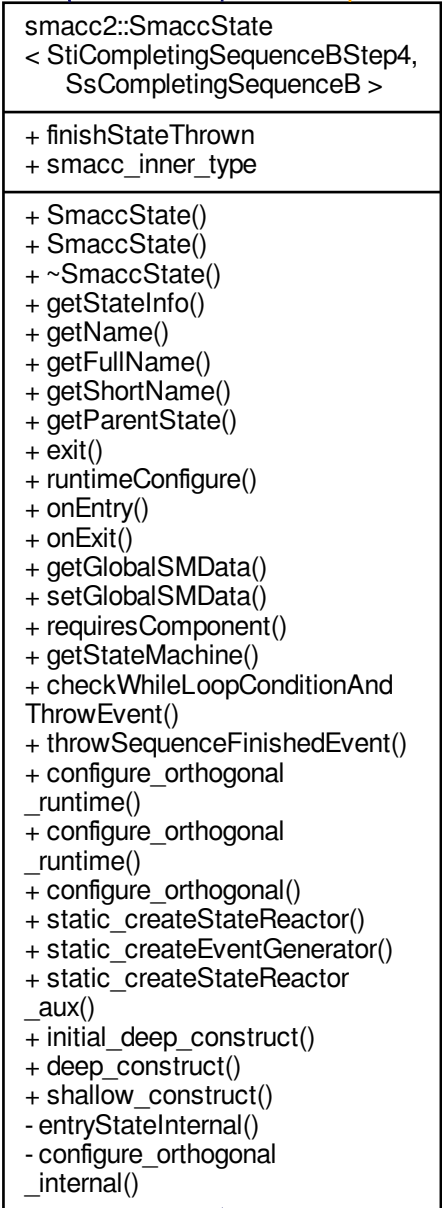 smacc2::SmaccState
< StiCompletingSequenceBStep4,
SsCompletingSequenceB >
+ finishStateThrown
+ smacc_inner_type
+ SmaccState()
+ SmaccState()
+ ~SmaccState()
+ getStateInfo()
+ getName()
+ getFullName()
+ getShortName()
+ getParentState()
+ exit()
+ runtimeConfigure()
+ onEntry()
+ onExit()
+ getGlobalSMData()
+ setGlobalSMData()
+ requiresComponent()
+ getStateMachine()
+ checkWhileLoopConditionAnd
ThrowEvent()
+ throwSequenceFinishedEvent()
+ configure_orthogonal
_runtime()
+ configure_orthogonal
_runtime()
+ configure_orthogonal()
+ static_createStateReactor()
+ static_createEventGenerator()
+ static_createStateReactor
_aux()
+ initial_deep_construct()
+ deep_construct()
+ shallow_construct()
- entryStateInternal()
- configure_orthogonal
_internal()